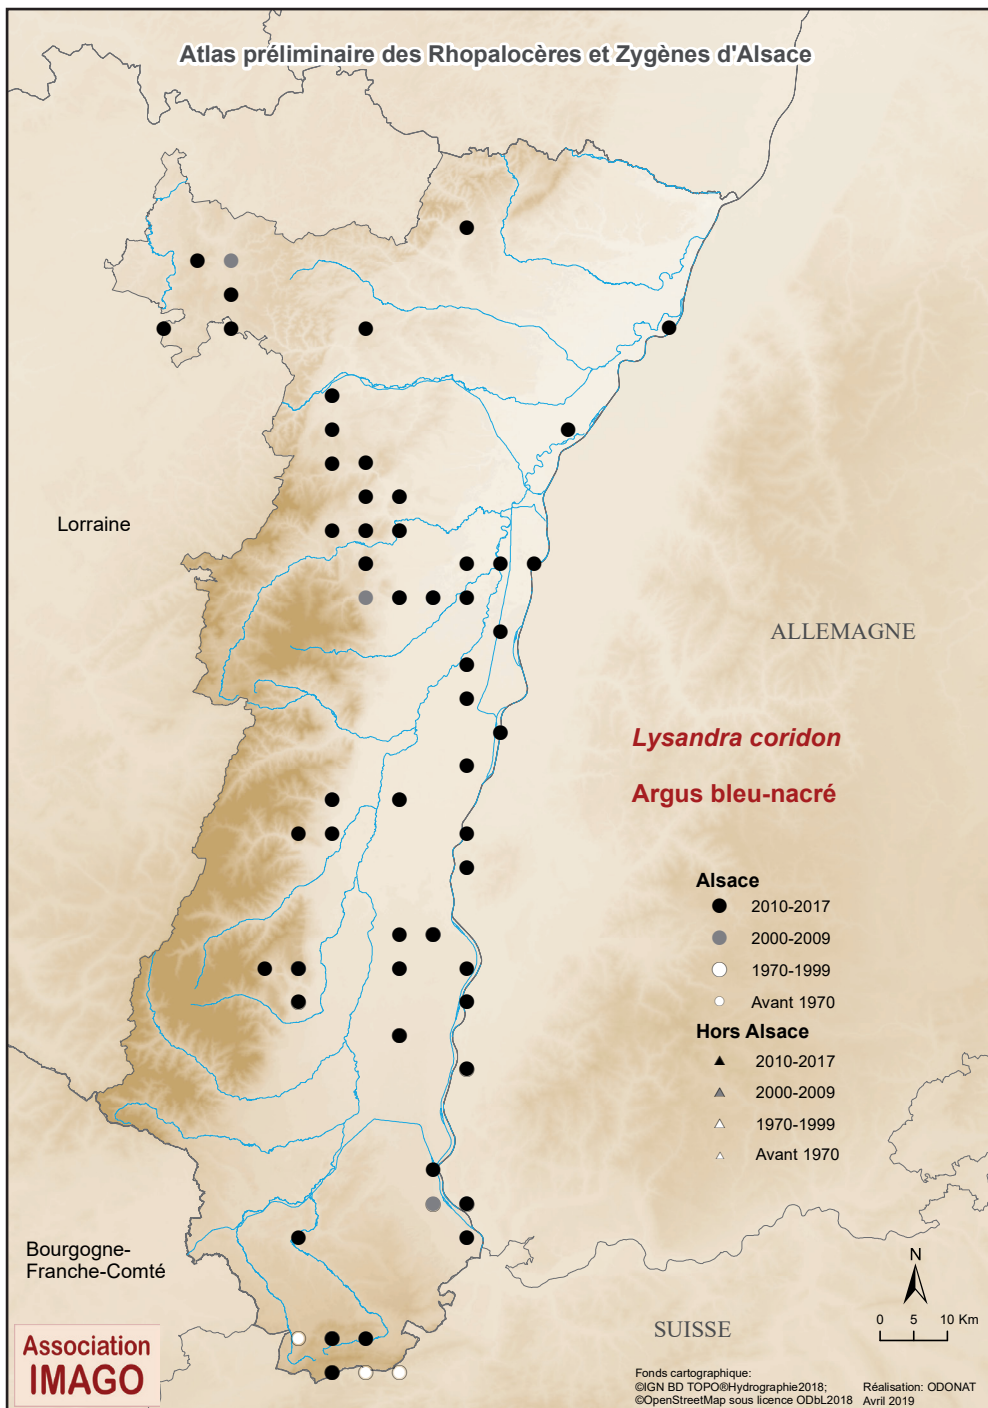 Atlas préliminaire des Rhopalocères et Zygènes d'Alsace
Lorraine
ALLEMAGNE
Lysandra coridon
Argus bleu-nacré
Alsace
2010-2017
2000-2009
1970-1999
Avant 1970
Hors Alsace
2010-2017
2000-2009
1970-1999
Avant 1970
Bourgogne-
Franche-Comté
N
0 5 10 Km
SUISSE
Association
IMAGO
Fonds cartographique:
©IGN BD TOPO®Hydrographie2018;
©OpenStreetMap sous licence ODbL2018
Réalisation: ODONAT
Avril 2019